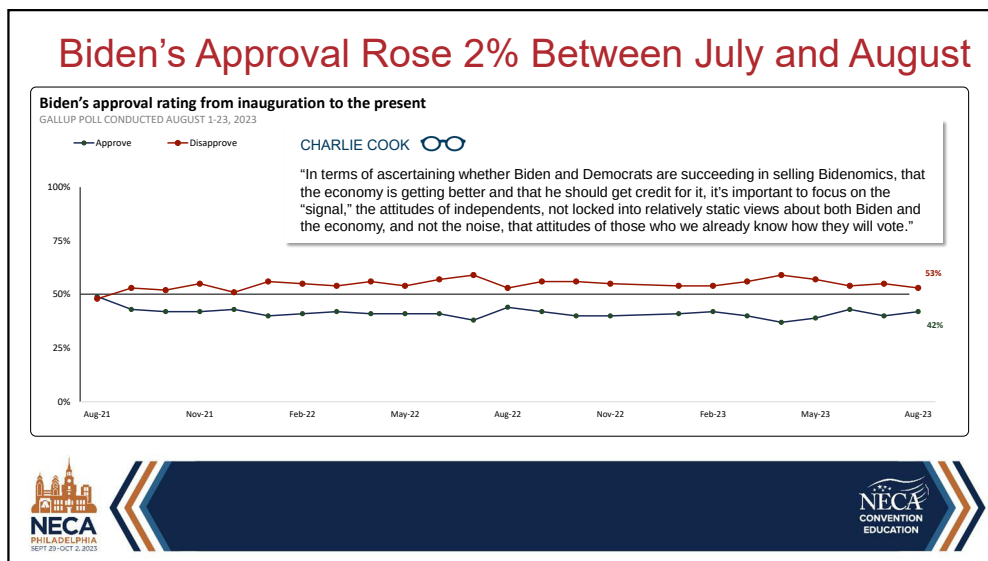 Biden’s Approval Rose 2% Between July and August
Biden’s approval rating from inauguration to the present
GALLUP POLL CONDUCTED AUGUST 1-23, 2023
Approve
Disapprove
CHARLIE COOK
“In terms of ascertaining whether Biden and Democrats are succeeding in selling Bidenomics, that
the economy is getting better and that he should get credit for it, it’s important to focus on the
“signal,” the attitudes of independents, not locked into relatively static views about both Biden and
the economy, and not the noise, that attitudes of those who we already know how they will vote.”
100%
75%
50%
25%
0%
53%
42%
Aug-21
Nov-21
Feb-22
May-22
Aug-22
Nov-22
Feb-23
May-23
Aug-23
NECA
PHILADELPHIA
SEPT 29-OCT 2, 2023
NECA
CONVENTION
EDUCATION